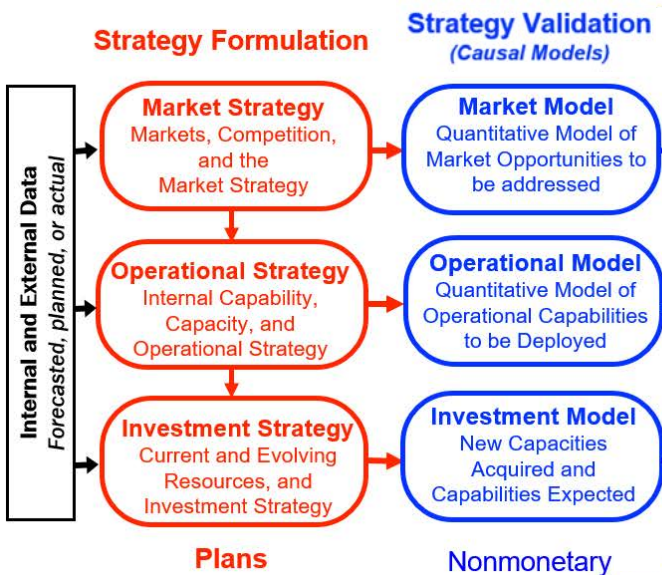 Strategy Formulation
Strategy Validation
(Causal Models)
Internal and External Data
Forecasted, planned, or actual
Market Strategy
Markets, Competition,
and the
Market Strategy
Market Model
Quantitative Model of
Market Opportunities to
be addressed
Operational Strategy
Internal Capability,
Capacity, and
Operational Strategy
Operational Model
Quantitative Model of
Operational Capabilities
to be Deployed
Investment Strategy
Current and Evolving
Resources, and
Investment Strategy
Investment Model
New Capacities
Acquired and
Capabilities Expected
Plans
Nonmonetary